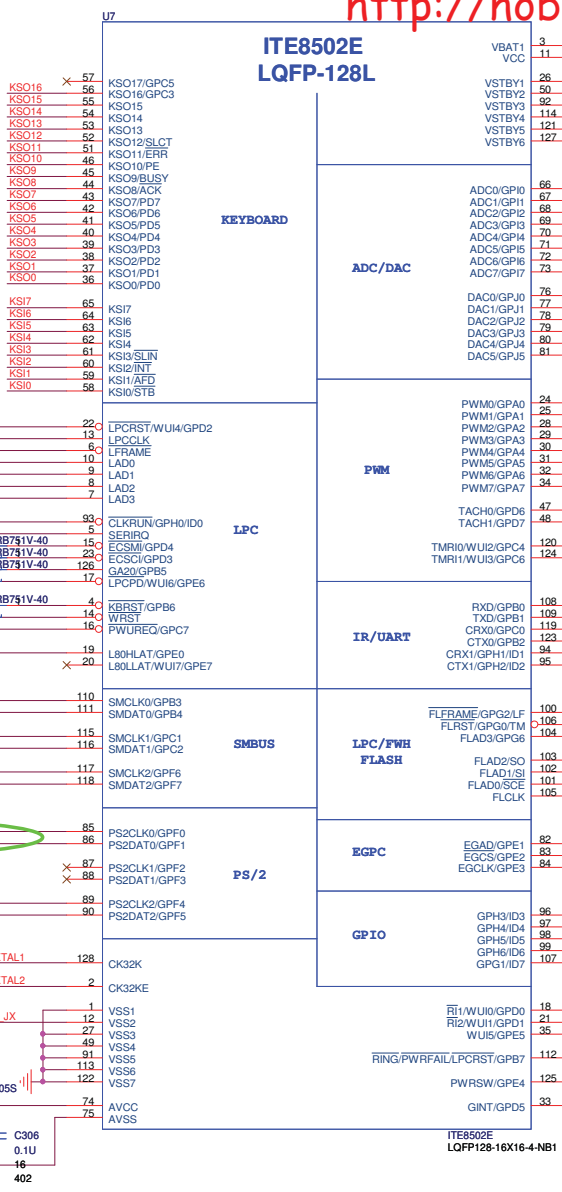 http://hob
U7
ITE8502E
LQFP-128L
57 KSO17/GPC5
KSO16 56 KSO16/GPC3
KSO15 55 KSO15
KSO14 54 KSO14
KSO13 53 KSO13
KSO12 52 KSO12/SLCT
KSO11 51 KSO11/ERR
KSO10 46 KSO10/PE
KSO9 45 KSO9/BUSY
KSO8 44 KSO8/ACK
KSO7 43 KSO7/PD7
KSO6 42 KSO6/PD6
KSO5 41 KSO5/PD5
KSO4 40 KSO4/PD4
KSO3 39 KSO3/PD3
KSO2 38 KSO2/PD2
KSO1 37 KSO1/PD1
KSO0 36 KSO0/PD0
KEYBOARD
KSI7 65 KSI7
KSI6 64 KSI6
KSI5 63 KSI5
KSI4 62 KSI4
KSI3 61 KSI3/SLIN
KSI2 60 KSI2/INT
KSI1 59 KSI1/AFD
KSI0 58 KSI0/STB
22 LPCRST/WUI4/GPD2
13 LPCCLK
6 LFRAME
10 LAD0
9 LAD1
8 LAD2
7 LAD3
LPC
93 CLKRUN/GPH0/ID0
5 SERIRQ
RB751V-40 15 ECSMI/GPD4
RB751V-40 23 ECSCI/GPD3
RB751V-40 126 GA20/GPB5
17 LPCPD/WUI6/GPE6
RB751V-40 4 KBRST/GPB6
14 WRST
16 PWUREQ/GPC7
19 L80HLAT/GPE0
20 L80LLAT/WUI7/GPE7
110 SMCLK0/GPB3
111 SMDAT0/GPB4
115 SMCLK1/GPC1
116 SMDAT1/GPC2
SMBUS
117 SMCLK2/GPF6
118 SMDAT2/GPF7
85 PS2CLK0/GPF0
86 PS2DAT0/GPF1
87 PS2CLK1/GPF2
88 PS2DAT1/GPF3
PS/2
89 PS2CLK2/GPF4
90 PS2DAT2/GPF5
TAL1 128 CK32K
TAL2 2 CK32KE
1 VSS1
JX 12 VSS2
27 VSS3
49 VSS4
91 VSS5
113 VSS6
122 VSS7
05S
74 AVCC
75 AVSS
C306
0.1U
16
402
VBAT1 3
VCC 11
VSTBY1 26
VSTBY2 50
VSTBY3 92
VSTBY4 114
VSTBY5 121
VSTBY6 127
ADC0/GPI0 66
ADC1/GPI1 67
ADC2/GPI2 68
ADC3/GPI3 69
ADC4/GPI4 70
ADC5/GPI5 71
ADC6/GPI6 72
ADC7/GPI7 73
ADC/DAC
DAC0/GPJ0 76
DAC1/GPJ1 77
DAC2/GPJ2 78
DAC3/GPJ3 79
DAC4/GPJ4 80
DAC5/GPJ5 81
PWM0/GPA0 24
PWM1/GPA1 25
PWM2/GPA2 28
PWM3/GPA3 29
PWM4/GPA4 30
PWM5/GPA5 31
PWM6/GPA6 32
PWM7/GPA7 34
PWM
TACH0/GPD6 47
TACH1/GPD7 48
TMRI0/WUI2/GPC4 120
TMRI1/WUI3/GPC6 124
RXD/GPB0 108
TXD/GPB1 109
CRX0/GPC0 119
CTX0/GPB2 123
CRX1/GPH1/ID1 94
CTX1/GPH2/ID2 95
IR/UART
FLFRAME/GPG2/LF 100
FLRST/GPG0/TM 106
FLAD3/GPG6 104
LPC/FWH
FLASH
FLAD2/SO 103
FLAD1/SI 102
FLAD0/SCE 101
FLCLK 105
EGAD/GPE1 82
EGCS/GPE2 83
EGCLK/GPE3 84
EGPC
GPH3/ID3 96
GPH4/ID4 97
GPH5/ID5 98
GPH6/ID6 99
GPG1/ID7 107
GPIO
RI1/WUI0/GPD0 18
RI2/WUI1/GPD1 21
WUI5/GPE5 35
RING/PWRFAIL/LPCRST/GPB7 112
PWRSW/GPE4 125
GINT/GPD5 33
ITE8502E
LQFP128-16X16-4-NB1